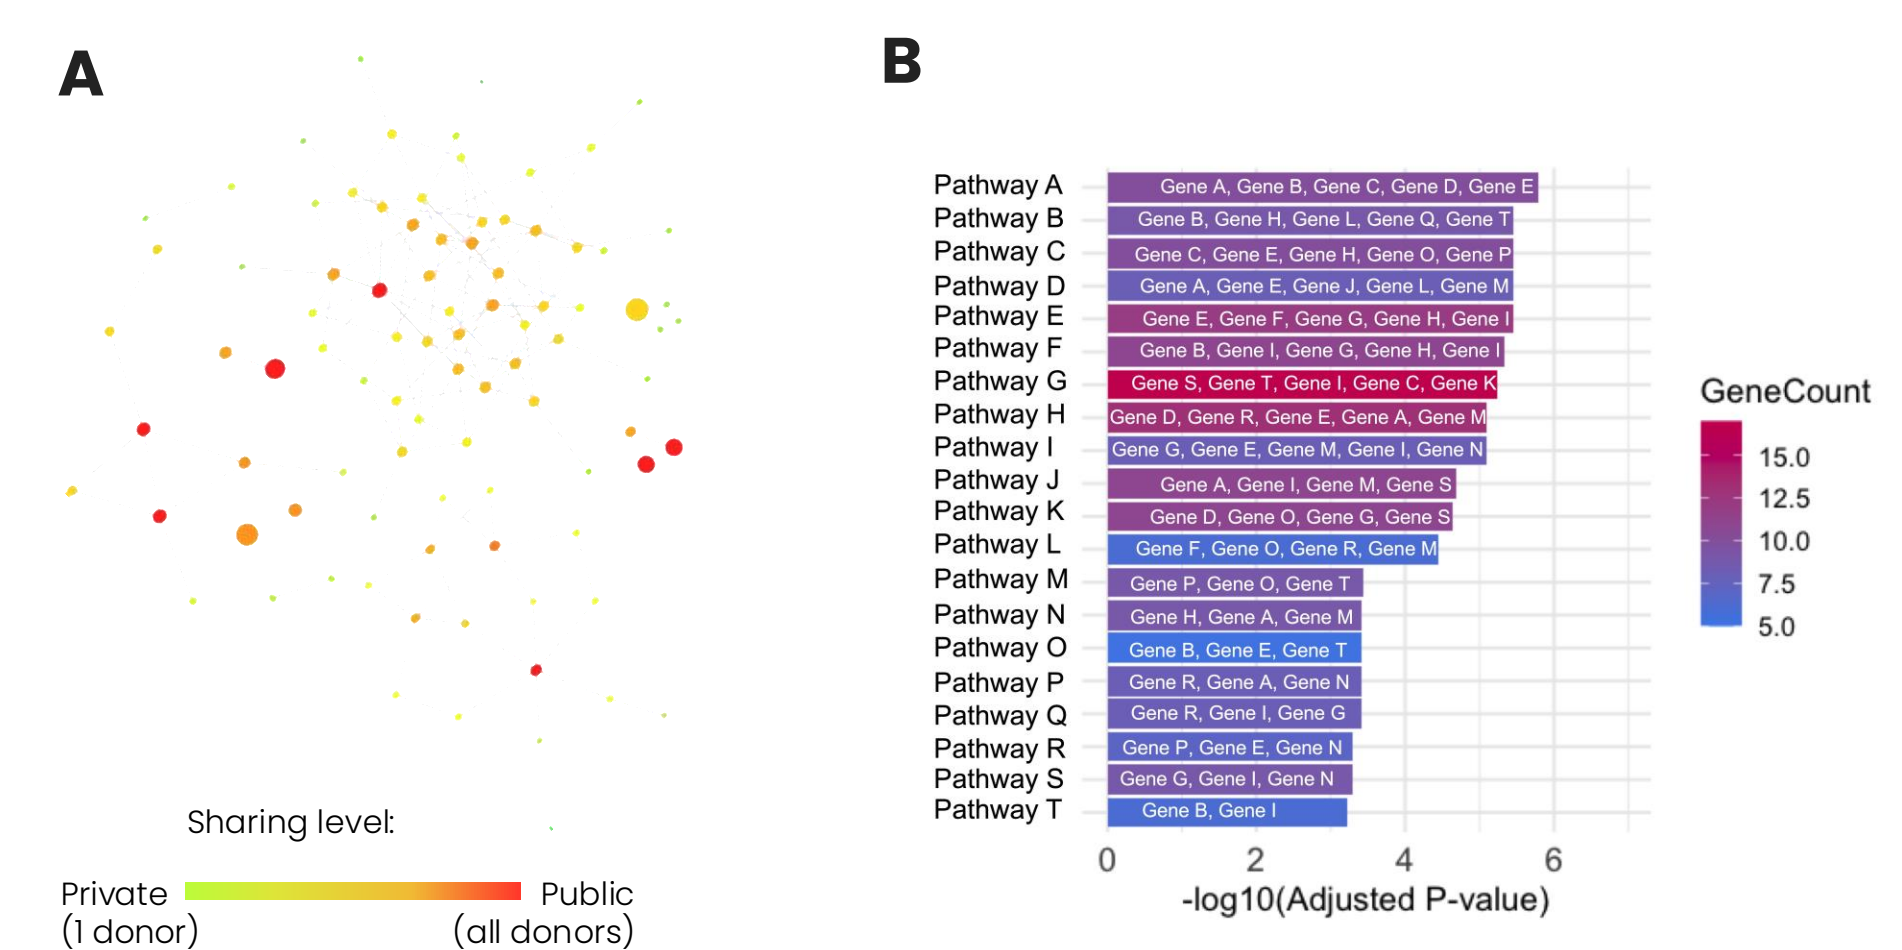 A
Sharing level:
Private
(1 donor)
Public
(all donors)
B
Pathway A Gene A, Gene B, Gene C, Gene D, Gene E
Pathway B Gene B, Gene H, Gene L, Gene Q, Gene T
Pathway C Gene C, Gene E, Gene H, Gene O, Gene P
Pathway D Gene A, Gene E, Gene J, Gene L, Gene M
Pathway E Gene E, Gene F, Gene G, Gene H, Gene I
Pathway F Gene B, Gene I, Gene G, Gene H, Gene I
Pathway G Gene S, Gene T, Gene I, Gene C, Gene K
Pathway H Gene D, Gene R, Gene E, Gene A, Gene M
Pathway I Gene G, Gene E, Gene M, Gene I, Gene N
Pathway J Gene A, Gene I, Gene M, Gene S
Pathway K Gene D, Gene O, Gene G, Gene S
Pathway L Gene F, Gene O, Gene R, Gene M
Pathway M Gene P, Gene O, Gene T
Pathway N Gene H, Gene A, Gene M
Pathway O Gene B, Gene E, Gene T
Pathway P Gene R, Gene A, Gene N
Pathway Q Gene R, Gene I, Gene G
Pathway R Gene P, Gene E, Gene N
Pathway S Gene G, Gene I, Gene N
Pathway T Gene B, Gene I
0 2 4 6
-log10(Adjusted P-value)
GeneCount
15.0
12.5
10.0
7.5
5.0